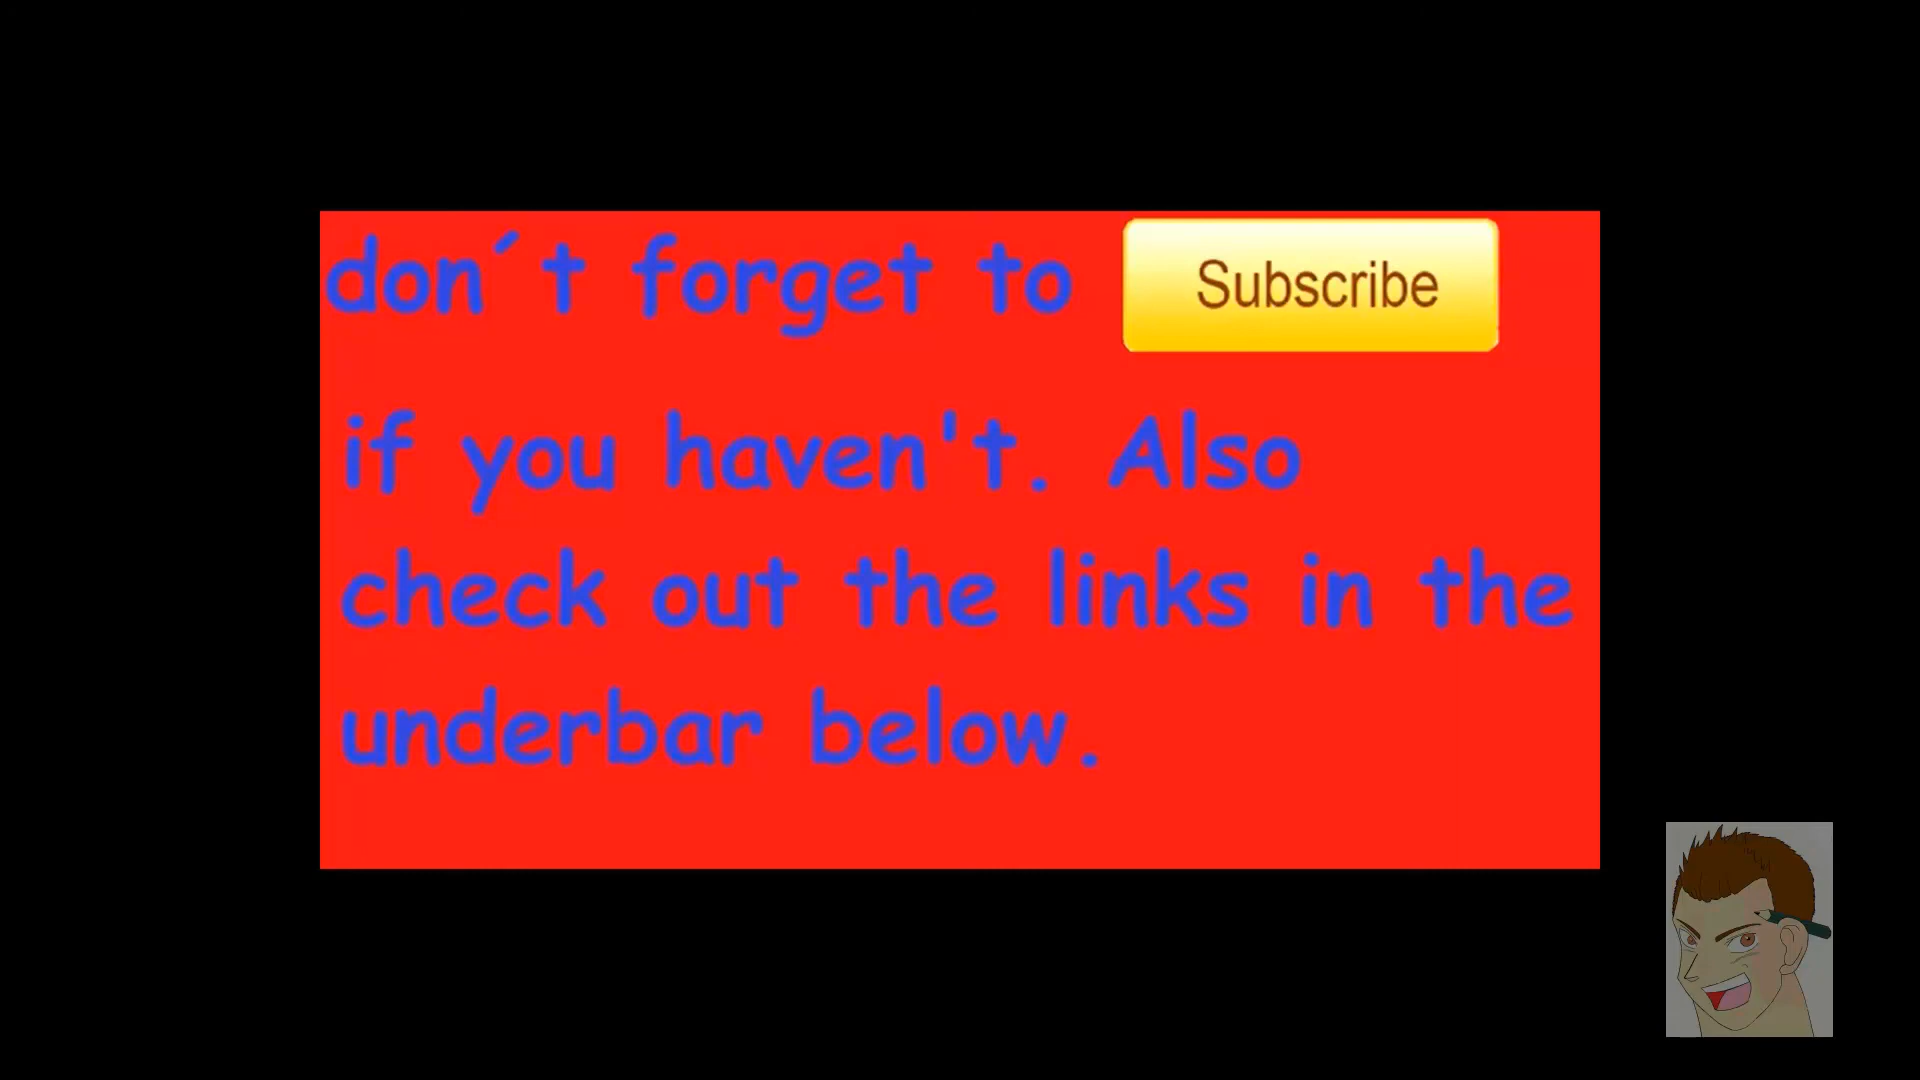 don´t forget to Subscribe
if you haven't. Also
check out the links in the
underbar below.